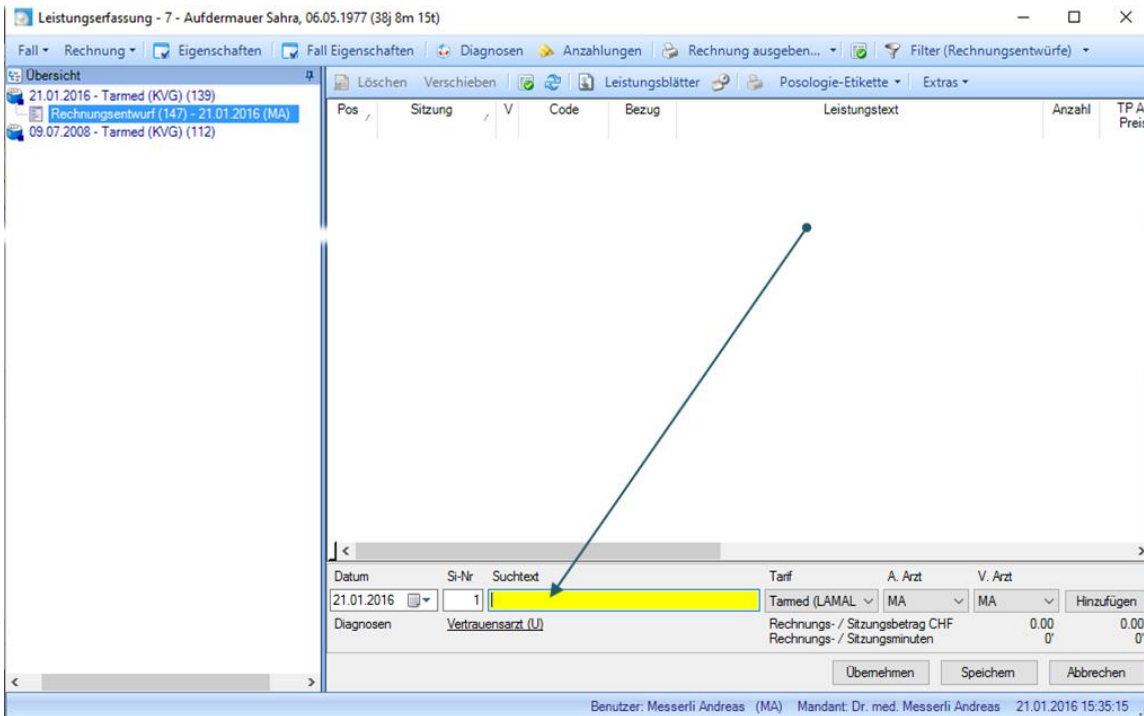 Leistungserfassung - 7 - Aufdermauer Sahra, 06.05.1977 (38j 8m 15t)
Fall Rechnung Eigenschaften Fall Eigenschaften Diagnosen Anzahlungen Rechnung ausgeben... Filter (Rechnungsentwürfe)
Übersicht
21.01.2016 - Tarmed (KVG) (139)
Rechnungsentwurf (147) - 21.01.2016 (MA)
09.07.2008 - Tarmed (KVG) (112)
Löschen Verschieben Leistungsblätter Posologie-Etikette Extras
Pos Sitzung V Code Bezug Leistungstext Anzahl TP A
Preis
Datum Si-Nr Suchtext Tarif A. Arzt V. Arzt
21.01.2016 1 Tarmed (LAMAL MA MA Hinzufügen
Diagnosen Vertrauensarzt (U) Rechnungs- / Sitzungsbetrag CHF 0.00 0.00
Rechnungs- / Sitzungsminuten 0' 0'
Übernehmen Speichern Abbrechen
Benutzer: Messerli Andreas (MA) Mandant: Dr. med. Messerli Andreas 21.01.2016 15:35:15